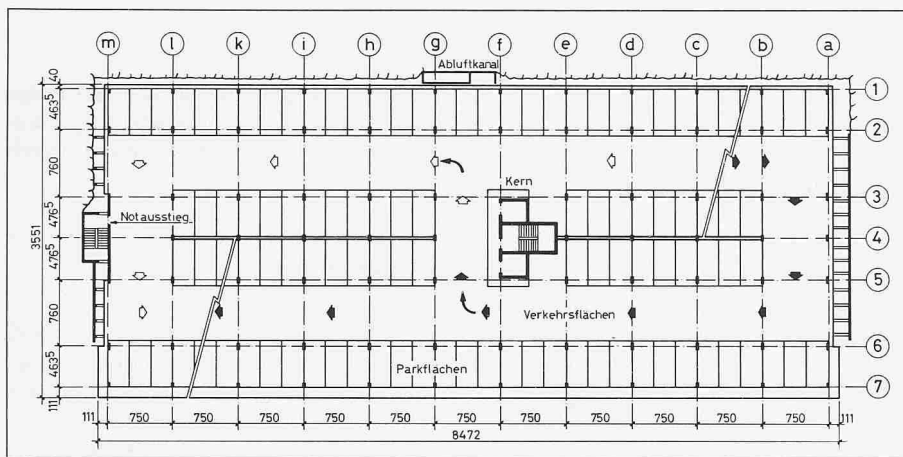 m l k i h g f e d c b a
Abluftkanal
40
1
463⁵
2
760
Kern
3
476⁵
Notausstieg
3551
4
476⁵
5
760
Verkehrsflächen
6
463⁵
Parkflächen
7
111
111 750 750 750 750 750 750 750 750 750 750 750 111
8472